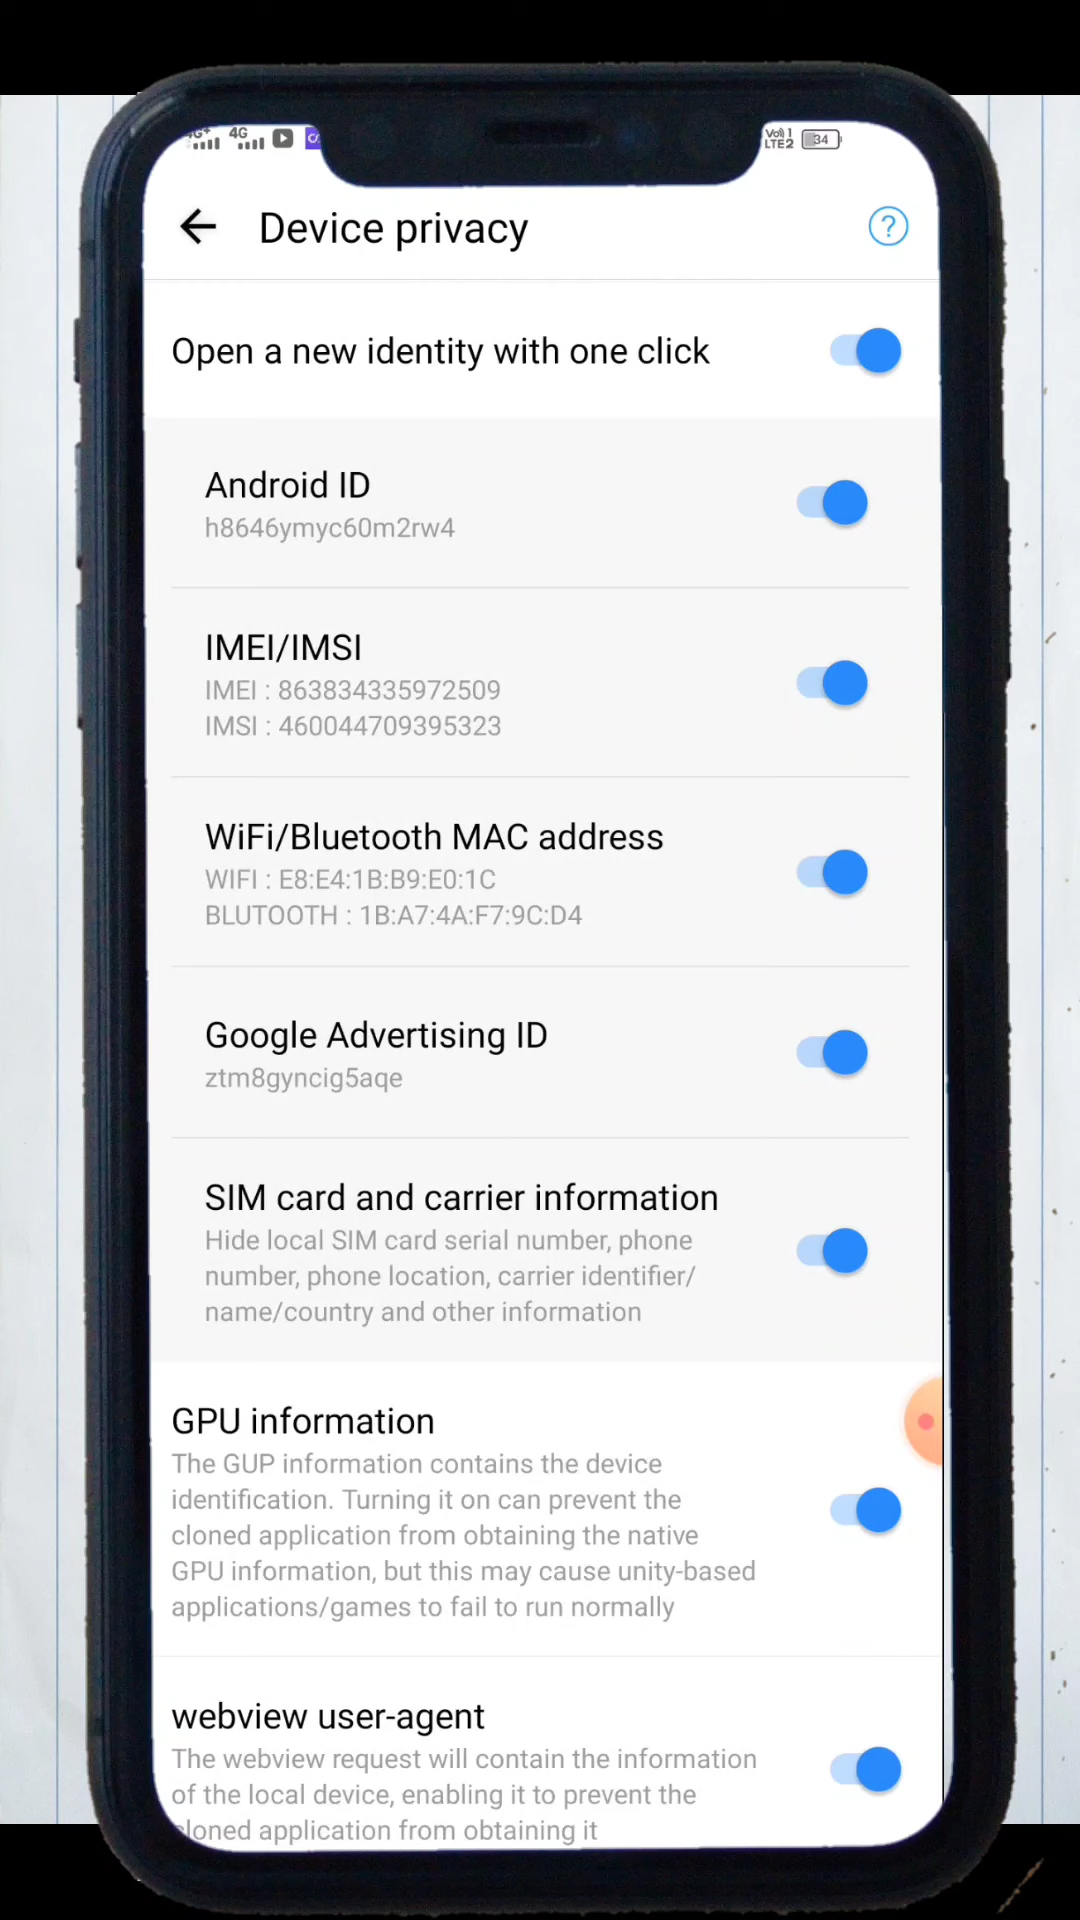 4G+ 4G Vo)) 1
LTE2 34
Device privacy ?
Open a new identity with one click
Android ID
h8646ymyc60m2rw4
IMEI/IMSI
IMEI : 863834335972509
IMSI : 460044709395323
WiFi/Bluetooth MAC address
WIFI : E8:E4:1B:B9:E0:1C
BLUTOOTH : 1B:A7:4A:F7:9C:D4
Google Advertising ID
ztm8gyncig5aqe
SIM card and carrier information
Hide local SIM card serial number, phone
number, phone location, carrier identifier/
name/country and other information
GPU information
The GUP information contains the device
identification. Turning it on can prevent the
cloned application from obtaining the native
GPU information, but this may cause unity-based
applications/games to fail to run normally
webview user-agent
The webview request will contain the information
of the local device, enabling it to prevent the
cloned application from obtaining it